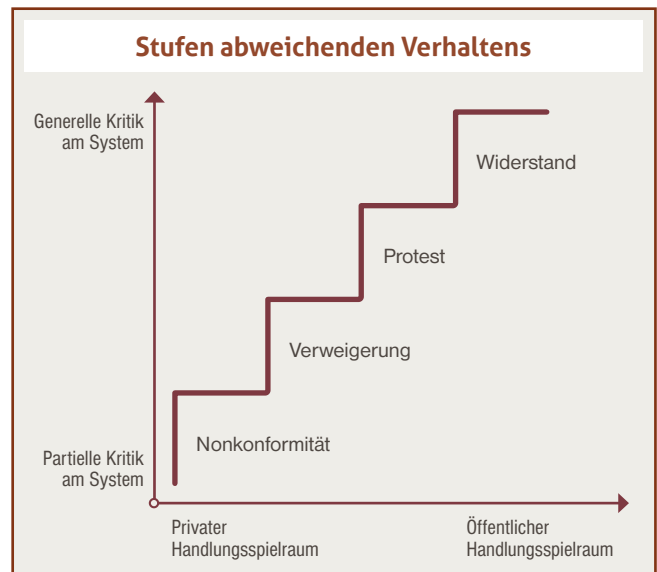 Stufen abweichenden Verhaltens
Generelle Kritik
am System
Widerstand
Protest
Verweigerung
Nonkonformität
Partielle Kritik
am System
Privater
Handlungsspielraum
Öffentlicher
Handlungsspielraum